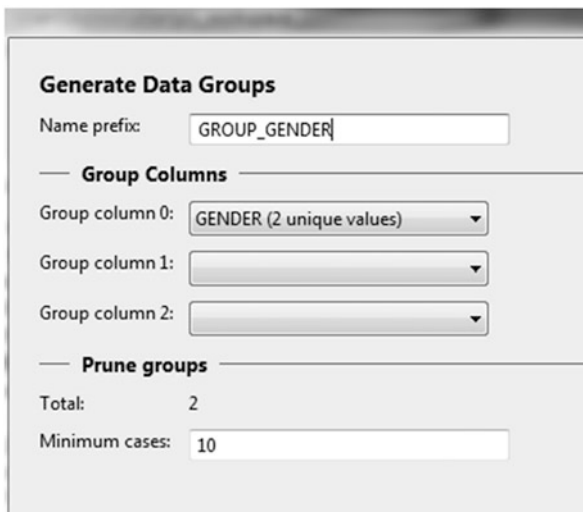 Generate Data Groups
Name prefix: GROUP_GENDER
Group Columns
Group column 0: GENDER (2 unique values)
Group column 1:
Group column 2:
Prune groups
Total: 2
Minimum cases: 10